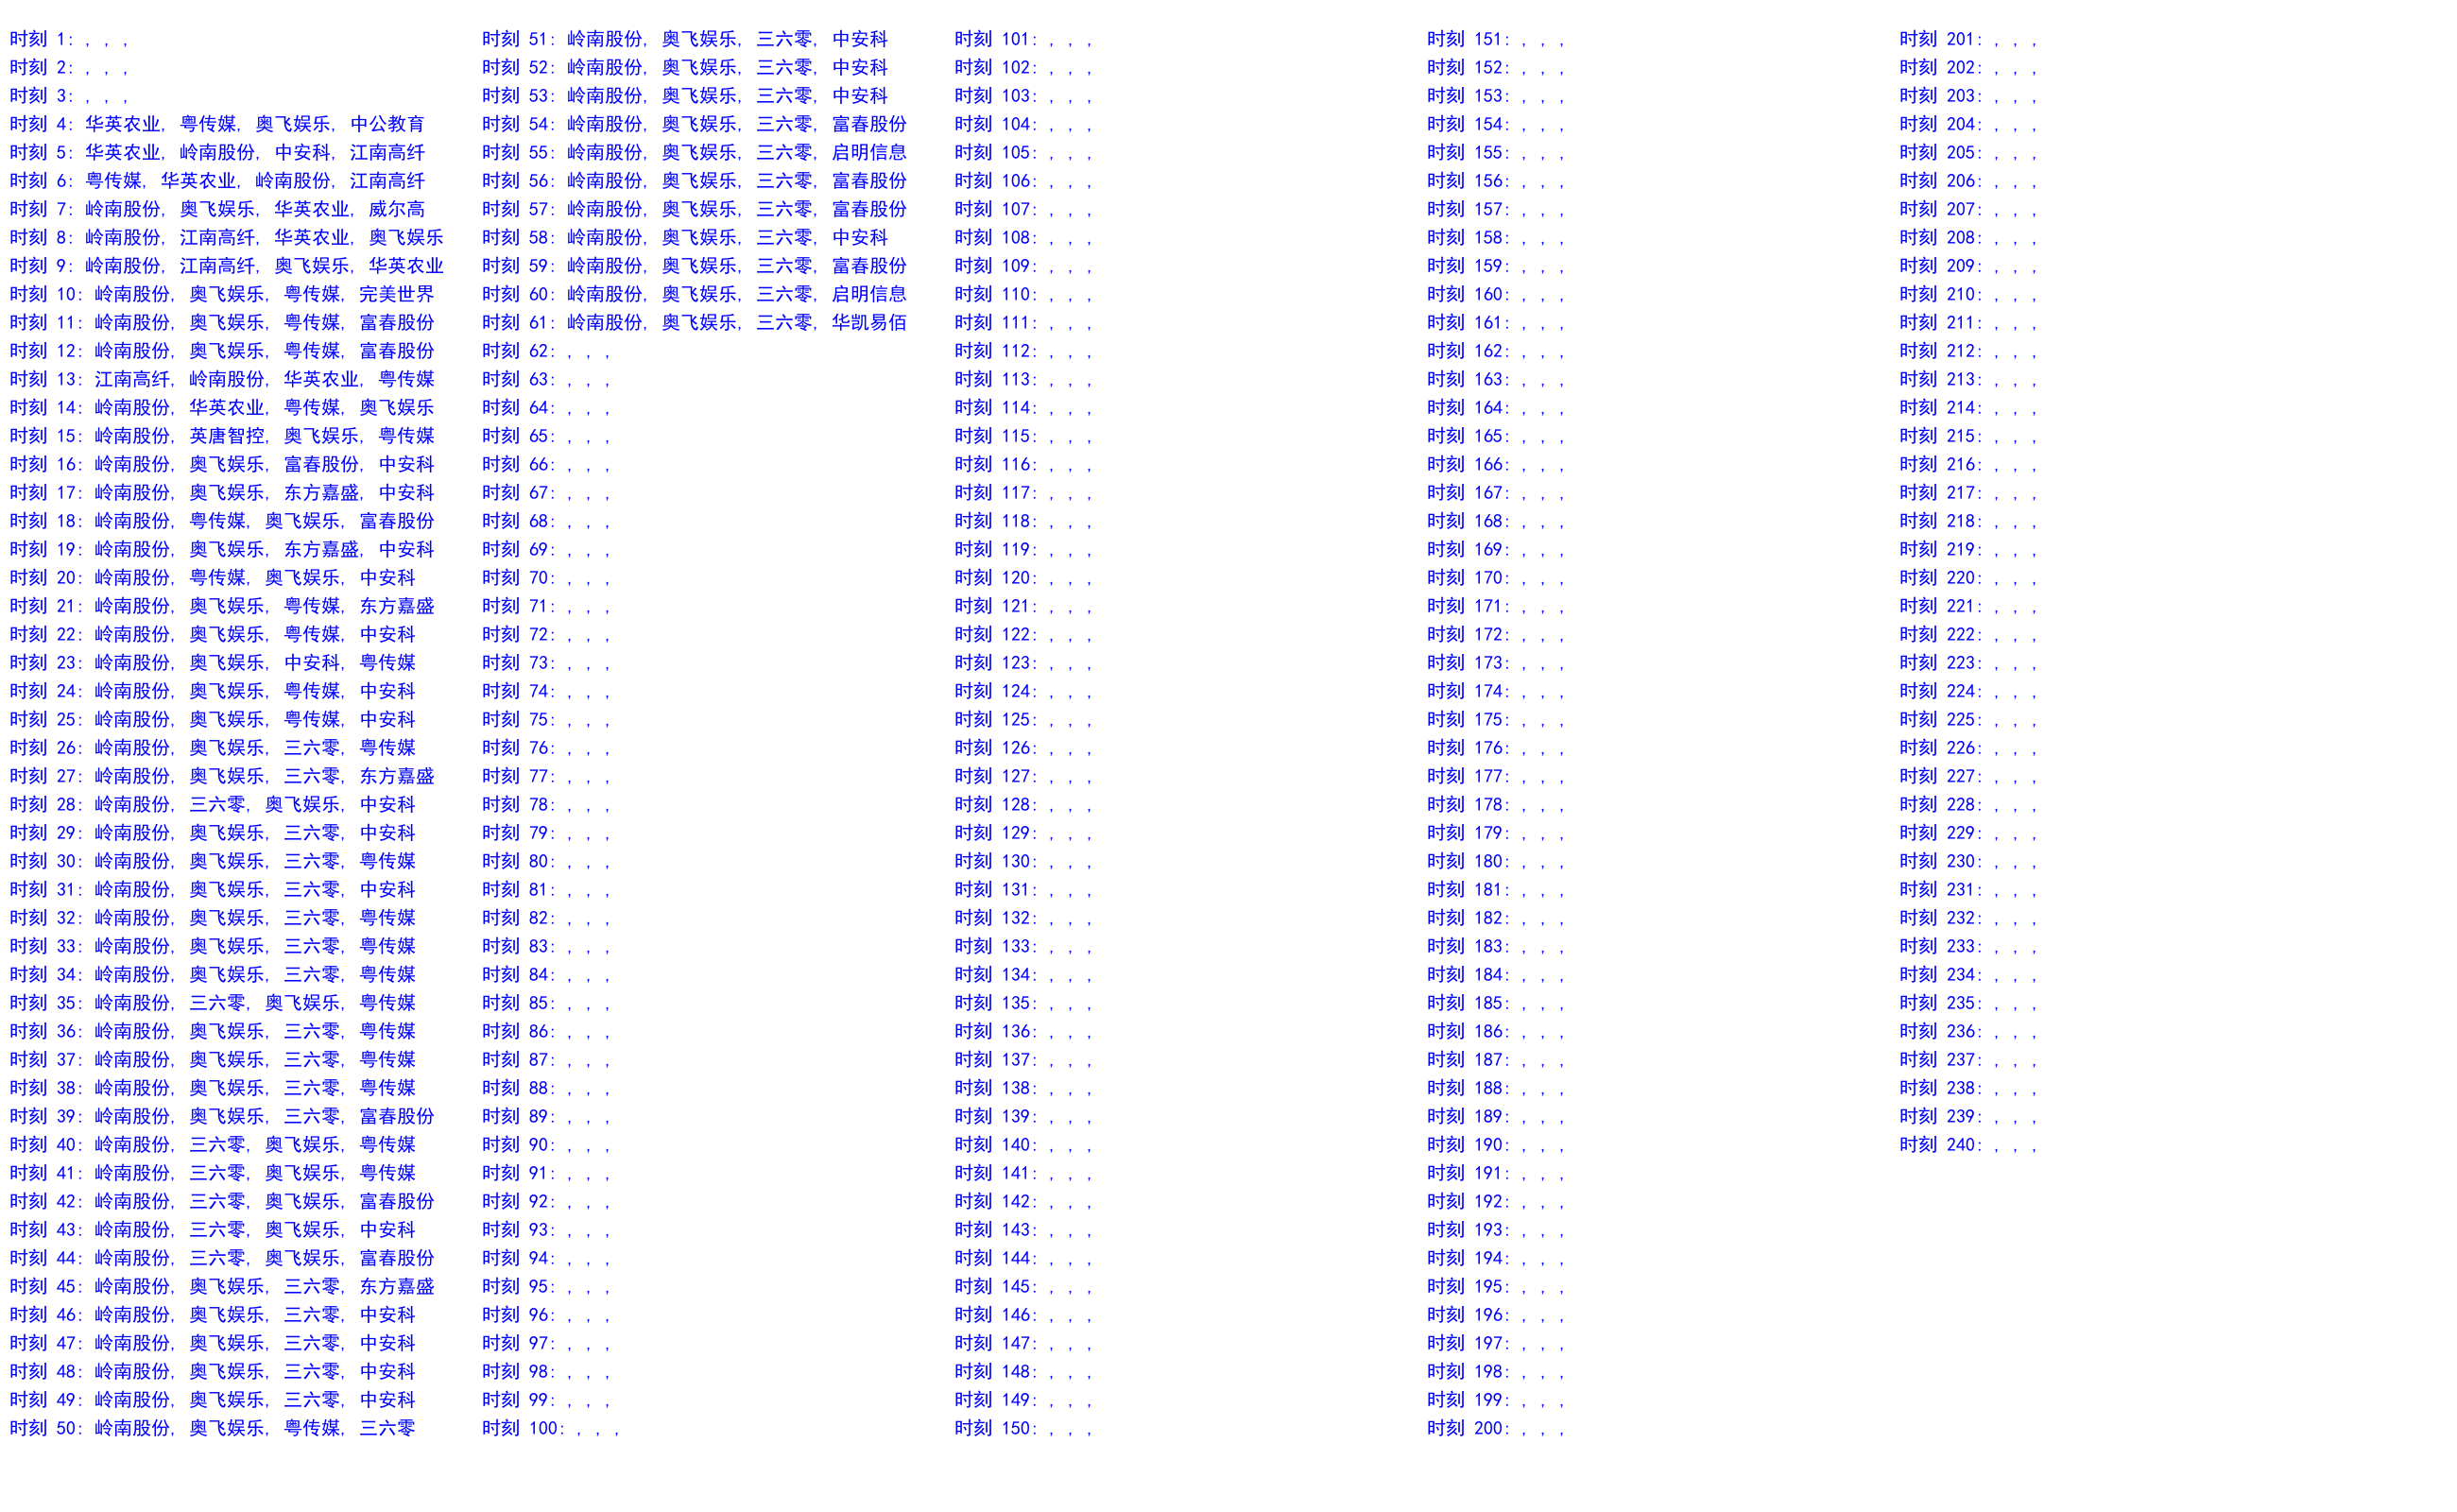 时刻 1: , , ,
时刻 2: , , ,
时刻 3: , , ,
时刻 4: 华英农业, 粤传媒, 奥飞娱乐, 中公教育
时刻 5: 华英农业, 岭南股份, 中安科, 江南高纤
时刻 6: 粤传媒, 华英农业, 岭南股份, 江南高纤
时刻 7: 岭南股份, 奥飞娱乐, 华英农业, 威尔高
时刻 8: 岭南股份, 江南高纤, 华英农业, 奥飞娱乐
时刻 9: 岭南股份, 江南高纤, 奥飞娱乐, 华英农业
时刻 10: 岭南股份, 奥飞娱乐, 粤传媒, 完美世界
时刻 11: 岭南股份, 奥飞娱乐, 粤传媒, 富春股份
时刻 12: 岭南股份, 奥飞娱乐, 粤传媒, 富春股份
时刻 13: 江南高纤, 岭南股份, 华英农业, 粤传媒
时刻 14: 岭南股份, 华英农业, 粤传媒, 奥飞娱乐
时刻 15: 岭南股份, 英唐智控, 奥飞娱乐, 粤传媒
时刻 16: 岭南股份, 奥飞娱乐, 富春股份, 中安科
时刻 17: 岭南股份, 奥飞娱乐, 东方嘉盛, 中安科
时刻 18: 岭南股份, 粤传媒, 奥飞娱乐, 富春股份
时刻 19: 岭南股份, 奥飞娱乐, 东方嘉盛, 中安科
时刻 20: 岭南股份, 粤传媒, 奥飞娱乐, 中安科
时刻 21: 岭南股份, 奥飞娱乐, 粤传媒, 东方嘉盛
时刻 22: 岭南股份, 奥飞娱乐, 粤传媒, 中安科
时刻 23: 岭南股份, 奥飞娱乐, 中安科, 粤传媒
时刻 24: 岭南股份, 奥飞娱乐, 粤传媒, 中安科
时刻 25: 岭南股份, 奥飞娱乐, 粤传媒, 中安科
时刻 26: 岭南股份, 奥飞娱乐, 三六零, 粤传媒
时刻 27: 岭南股份, 奥飞娱乐, 三六零, 东方嘉盛
时刻 28: 岭南股份, 三六零, 奥飞娱乐, 中安科
时刻 29: 岭南股份, 奥飞娱乐, 三六零, 中安科
时刻 30: 岭南股份, 奥飞娱乐, 三六零, 粤传媒
时刻 31: 岭南股份, 奥飞娱乐, 三六零, 中安科
时刻 32: 岭南股份, 奥飞娱乐, 三六零, 粤传媒
时刻 33: 岭南股份, 奥飞娱乐, 三六零, 粤传媒
时刻 34: 岭南股份, 奥飞娱乐, 三六零, 粤传媒
时刻 35: 岭南股份, 三六零, 奥飞娱乐, 粤传媒
时刻 36: 岭南股份, 奥飞娱乐, 三六零, 粤传媒
时刻 37: 岭南股份, 奥飞娱乐, 三六零, 粤传媒
时刻 38: 岭南股份, 奥飞娱乐, 三六零, 粤传媒
时刻 39: 岭南股份, 奥飞娱乐, 三六零, 富春股份
时刻 40: 岭南股份, 三六零, 奥飞娱乐, 粤传媒
时刻 41: 岭南股份, 三六零, 奥飞娱乐, 粤传媒
时刻 42: 岭南股份, 三六零, 奥飞娱乐, 富春股份
时刻 43: 岭南股份, 三六零, 奥飞娱乐, 中安科
时刻 44: 岭南股份, 三六零, 奥飞娱乐, 富春股份
时刻 45: 岭南股份, 奥飞娱乐, 三六零, 东方嘉盛
时刻 46: 岭南股份, 奥飞娱乐, 三六零, 中安科
时刻 47: 岭南股份, 奥飞娱乐, 三六零, 中安科
时刻 48: 岭南股份, 奥飞娱乐, 三六零, 中安科
时刻 49: 岭南股份, 奥飞娱乐, 三六零, 中安科
时刻 50: 岭南股份, 奥飞娱乐, 粤传媒, 三六零
时刻 51: 岭南股份, 奥飞娱乐, 三六零, 中安科
时刻 52: 岭南股份, 奥飞娱乐, 三六零, 中安科
时刻 53: 岭南股份, 奥飞娱乐, 三六零, 中安科
时刻 54: 岭南股份, 奥飞娱乐, 三六零, 富春股份
时刻 55: 岭南股份, 奥飞娱乐, 三六零, 启明信息
时刻 56: 岭南股份, 奥飞娱乐, 三六零, 富春股份
时刻 57: 岭南股份, 奥飞娱乐, 三六零, 富春股份
时刻 58: 岭南股份, 奥飞娱乐, 三六零, 中安科
时刻 59: 岭南股份, 奥飞娱乐, 三六零, 富春股份
时刻 60: 岭南股份, 奥飞娱乐, 三六零, 启明信息
时刻 61: 岭南股份, 奥飞娱乐, 三六零, 华凯易佰
时刻 62: , , ,
时刻 63: , , ,
时刻 64: , , ,
时刻 65: , , ,
时刻 66: , , ,
时刻 67: , , ,
时刻 68: , , ,
时刻 69: , , ,
时刻 70: , , ,
时刻 71: , , ,
时刻 72: , , ,
时刻 73: , , ,
时刻 74: , , ,
时刻 75: , , ,
时刻 76: , , ,
时刻 77: , , ,
时刻 78: , , ,
时刻 79: , , ,
时刻 80: , , ,
时刻 81: , , ,
时刻 82: , , ,
时刻 83: , , ,
时刻 84: , , ,
时刻 85: , , ,
时刻 86: , , ,
时刻 87: , , ,
时刻 88: , , ,
时刻 89: , , ,
时刻 90: , , ,
时刻 91: , , ,
时刻 92: , , ,
时刻 93: , , ,
时刻 94: , , ,
时刻 95: , , ,
时刻 96: , , ,
时刻 97: , , ,
时刻 98: , , ,
时刻 99: , , ,
时刻 100: , , ,
时刻 101: , , ,
时刻 102: , , ,
时刻 103: , , ,
时刻 104: , , ,
时刻 105: , , ,
时刻 106: , , ,
时刻 107: , , ,
时刻 108: , , ,
时刻 109: , , ,
时刻 110: , , ,
时刻 111: , , ,
时刻 112: , , ,
时刻 113: , , ,
时刻 114: , , ,
时刻 115: , , ,
时刻 116: , , ,
时刻 117: , , ,
时刻 118: , , ,
时刻 119: , , ,
时刻 120: , , ,
时刻 121: , , ,
时刻 122: , , ,
时刻 123: , , ,
时刻 124: , , ,
时刻 125: , , ,
时刻 126: , , ,
时刻 127: , , ,
时刻 128: , , ,
时刻 129: , , ,
时刻 130: , , ,
时刻 131: , , ,
时刻 132: , , ,
时刻 133: , , ,
时刻 134: , , ,
时刻 135: , , ,
时刻 136: , , ,
时刻 137: , , ,
时刻 138: , , ,
时刻 139: , , ,
时刻 140: , , ,
时刻 141: , , ,
时刻 142: , , ,
时刻 143: , , ,
时刻 144: , , ,
时刻 145: , , ,
时刻 146: , , ,
时刻 147: , , ,
时刻 148: , , ,
时刻 149: , , ,
时刻 150: , , ,
时刻 151: , , ,
时刻 152: , , ,
时刻 153: , , ,
时刻 154: , , ,
时刻 155: , , ,
时刻 156: , , ,
时刻 157: , , ,
时刻 158: , , ,
时刻 159: , , ,
时刻 160: , , ,
时刻 161: , , ,
时刻 162: , , ,
时刻 163: , , ,
时刻 164: , , ,
时刻 165: , , ,
时刻 166: , , ,
时刻 167: , , ,
时刻 168: , , ,
时刻 169: , , ,
时刻 170: , , ,
时刻 171: , , ,
时刻 172: , , ,
时刻 173: , , ,
时刻 174: , , ,
时刻 175: , , ,
时刻 176: , , ,
时刻 177: , , ,
时刻 178: , , ,
时刻 179: , , ,
时刻 180: , , ,
时刻 181: , , ,
时刻 182: , , ,
时刻 183: , , ,
时刻 184: , , ,
时刻 185: , , ,
时刻 186: , , ,
时刻 187: , , ,
时刻 188: , , ,
时刻 189: , , ,
时刻 190: , , ,
时刻 191: , , ,
时刻 192: , , ,
时刻 193: , , ,
时刻 194: , , ,
时刻 195: , , ,
时刻 196: , , ,
时刻 197: , , ,
时刻 198: , , ,
时刻 199: , , ,
时刻 200: , , ,
时刻 201: , , ,
时刻 202: , , ,
时刻 203: , , ,
时刻 204: , , ,
时刻 205: , , ,
时刻 206: , , ,
时刻 207: , , ,
时刻 208: , , ,
时刻 209: , , ,
时刻 210: , , ,
时刻 211: , , ,
时刻 212: , , ,
时刻 213: , , ,
时刻 214: , , ,
时刻 215: , , ,
时刻 216: , , ,
时刻 217: , , ,
时刻 218: , , ,
时刻 219: , , ,
时刻 220: , , ,
时刻 221: , , ,
时刻 222: , , ,
时刻 223: , , ,
时刻 224: , , ,
时刻 225: , , ,
时刻 226: , , ,
时刻 227: , , ,
时刻 228: , , ,
时刻 229: , , ,
时刻 230: , , ,
时刻 231: , , ,
时刻 232: , , ,
时刻 233: , , ,
时刻 234: , , ,
时刻 235: , , ,
时刻 236: , , ,
时刻 237: , , ,
时刻 238: , , ,
时刻 239: , , ,
时刻 240: , , ,